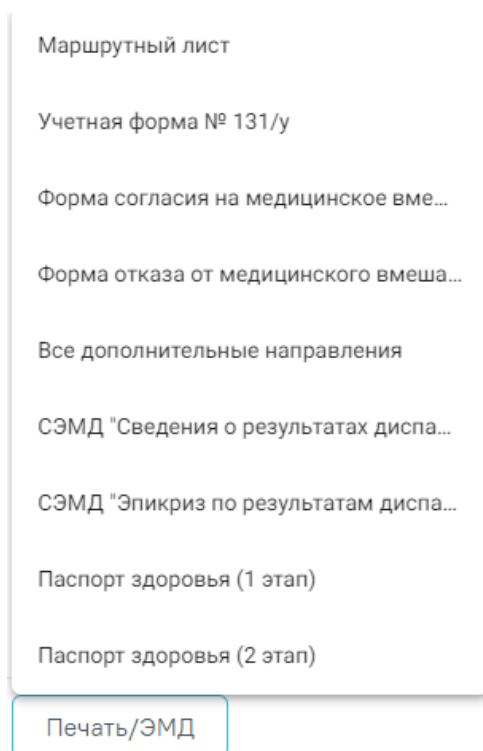 Маршрутный лист
Учетная форма № 131/у
Форма согласия на медицинское вме...
Форма отказа от медицинского вмеша...
Все дополнительные направления
СЭМД "Сведения о результатах диспа...
СЭМД "Эпикриз по результатам диспа...
Паспорт здоровья (1 этап)
Паспорт здоровья (2 этап)
Печать/ЭМД